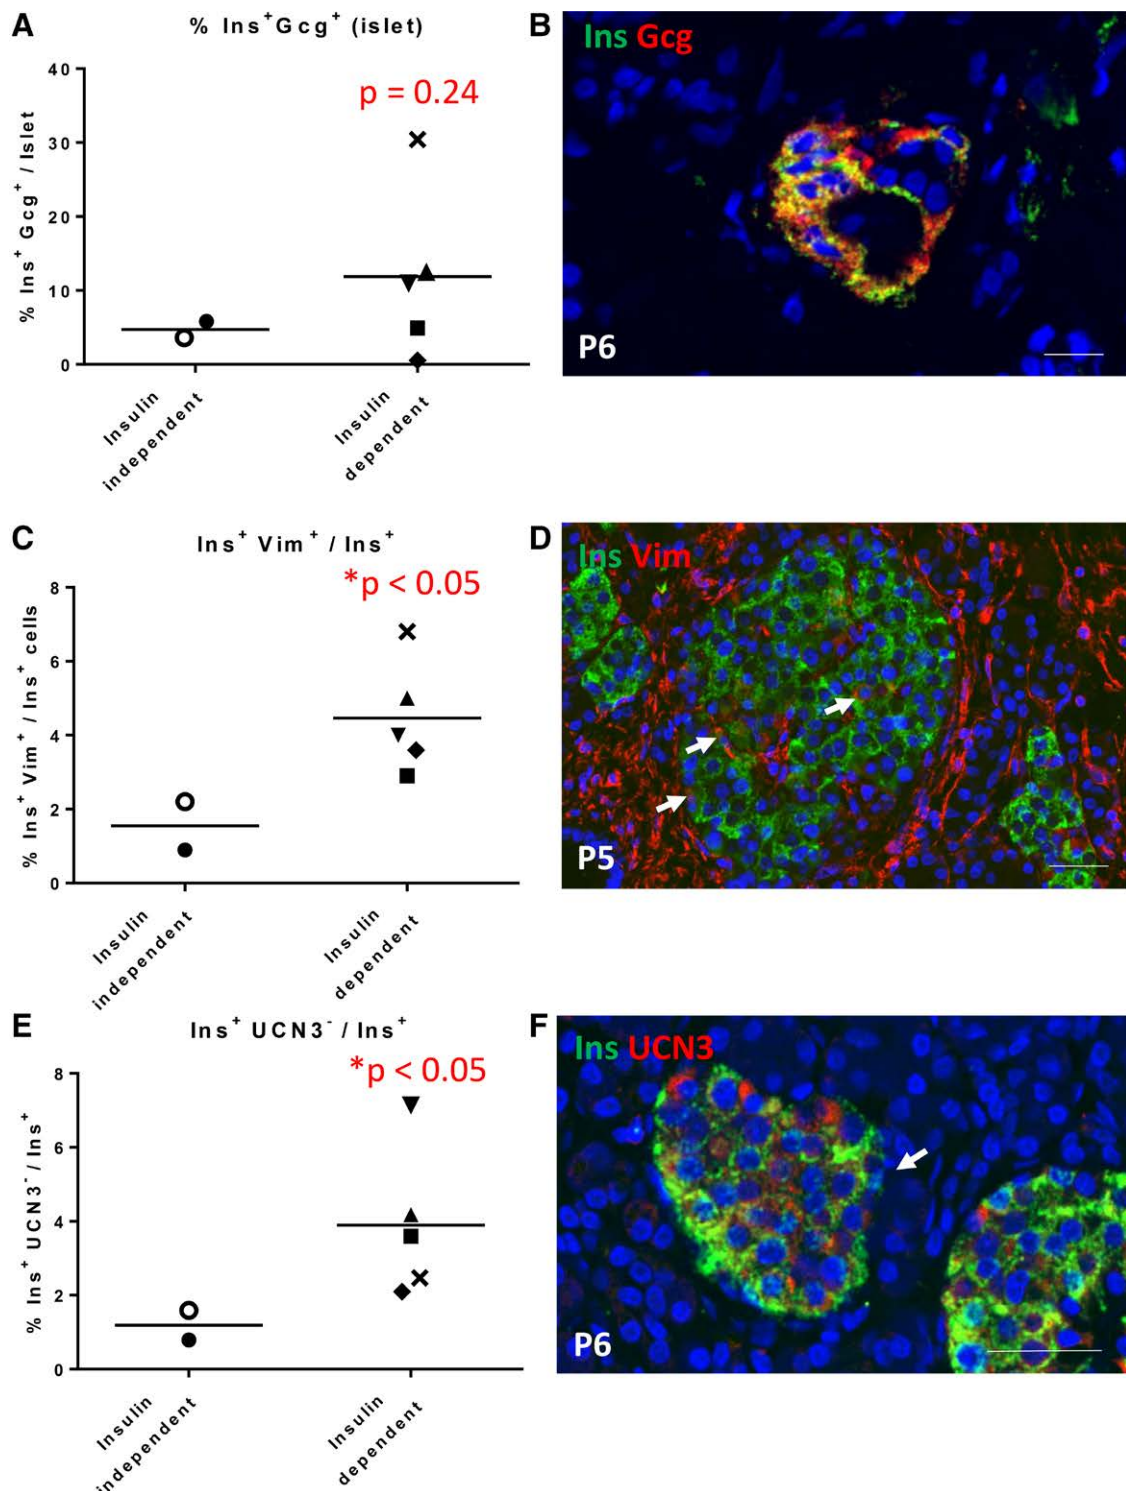 A
% Ins⁺Gcg⁺ (islet)
% Ins⁺ Gcg⁺ / Islet
40
30
20
10
0
p = 0.24
Insulin
independent
Insulin
dependent
B
Ins Gcg
P6
C
Ins⁺ Vim⁺ / Ins⁺
% Ins⁺ Vim⁺ / Ins⁺ cells
8
6
4
2
0
*p < 0.05
Insulin
independent
Insulin
dependent
D
Ins Vim
P5
E
Ins⁺ UCN3⁻ / Ins⁺
% Ins⁺ UCN3⁻ / Ins⁺
8
6
4
2
0
*p < 0.05
Insulin
independent
Insulin
dependent
F
Ins UCN3
P6